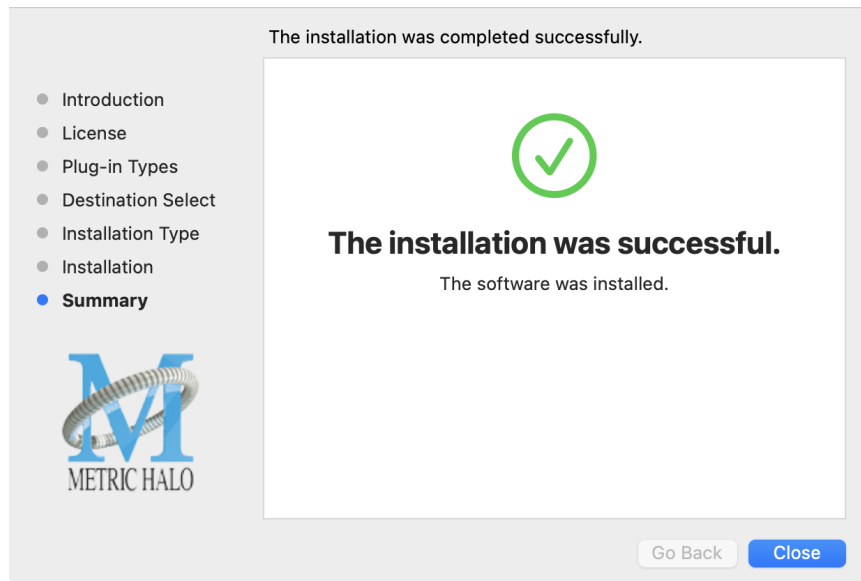 The installation was completed successfully.
Introduction
License
Plug-in Types
Destination Select
Installation Type
Installation
Summary
METRIC HALO
The installation was successful.
The software was installed.
Go Back
Close